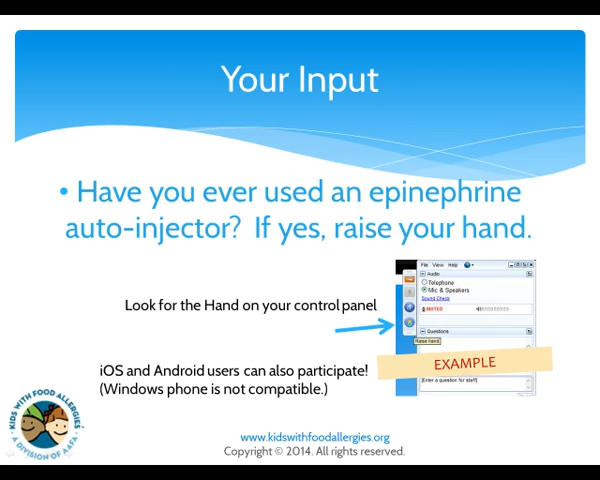 Your Input
• Have you ever used an epinephrine
auto-injector? If yes, raise your hand.
File View Help
Audio
Telephone
Look for the Hand on your control panel
Mic & Speakers
Sound Check
MUTED
Questions
Raise hand
EXAMPLE
iOS and Android users can also participate!
(Windows phone is not compatible.)
[Enter a question for staff]
KIDS WITH FOOD ALLERGIES
A DIVISION OF AAFA
www.kidswithfoodallergies.org
Copyright © 2014. All rights reserved.